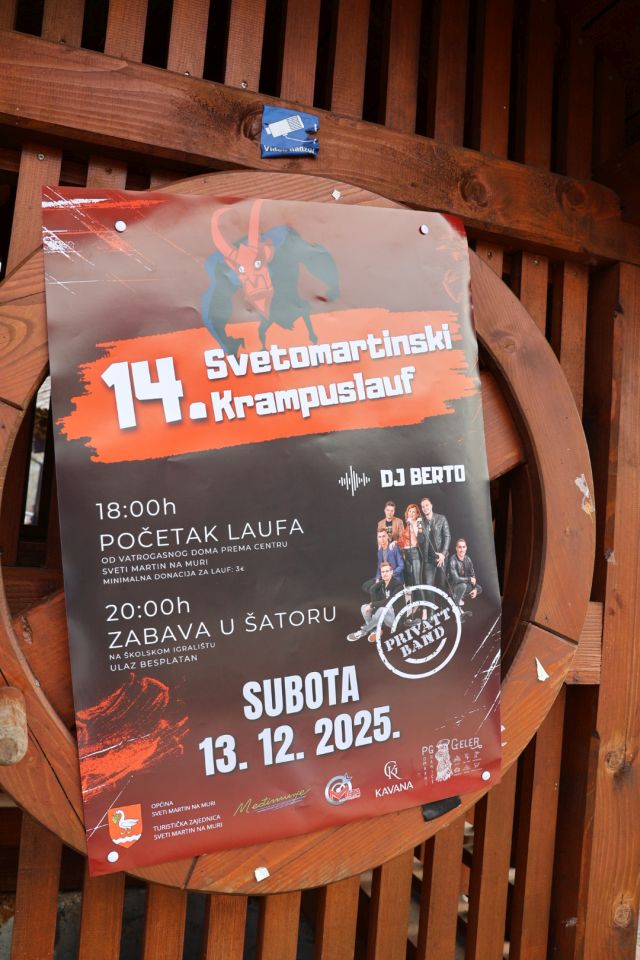 Video nadzor
14. Svetomartinski
Krampuslauf
DJ BERTO
18:00h
POČETAK LAUFA
OD VATROGASNOG DOMA PREMA CENTRU
SVETI MARTIN NA MURI
MINIMALNA DONACIJA ZA LAUF: 3€
20:00h
ZABAVA U ŠATORU
NA ŠKOLSKOM IGRALIŠTU
ULAZ BESPLATAN
PRIVATT
BAND
SUBOTA
13. 12. 2025.
OPĆINA
SVETI MARTIN NA MURI
TURISTIČKA ZAJEDNICA
SVETI MARTIN NA MURI
Međimurje
KAVANA
PG GELER